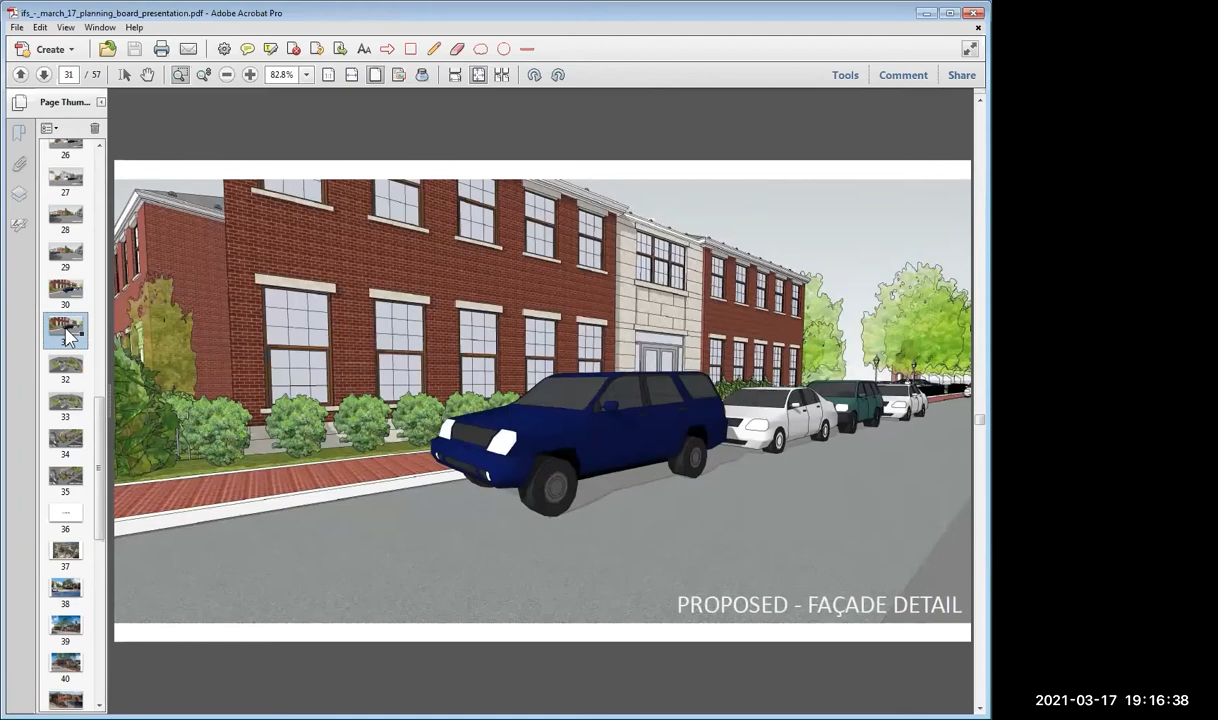 ifs_-_march_17_planning_board_presentation.pdf - Adobe Acrobat Pro
File Edit View Window Help
Create
31 / 57 82.8% Tools Comment Share
Page Thum...
26
27
28
29
30
32
33
34
35
36
37
38
39
40
PROPOSED - FAÇADE DETAIL
2021-03-17 19:16:38